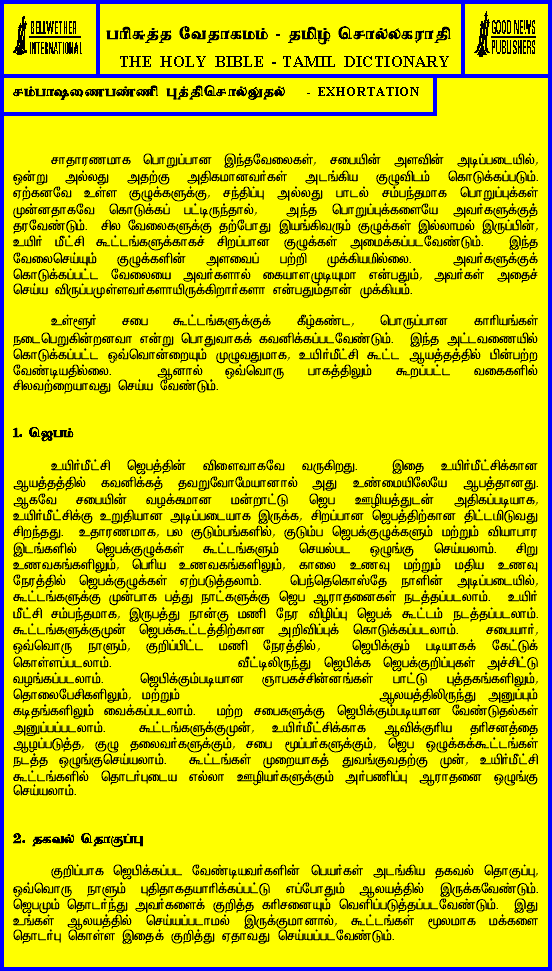 BELLWETHER
INTERNATIONAL
பரிசுத்த வேதாகமம் - தமிழ் சொல்லகராதி
THE HOLY BIBLE - TAMIL DICTIONARY
GOOD NEWS
PUBLISHERS
சம்பாஷணைபண்ணி புத்திசொல்லுதல் - EXHORTATION
சாதாரணமாக பொறுப்பான இந்தவேலைகள், சபையின் அளவின் அடிப்படையில்,
ஒன்று அல்லது அதற்கு அதிகமானவர்கள் அடங்கிய குழுவிடம் கொடுக்கப்படும்.
ஏற்கனவே உள்ள குழுக்களுக்கு, சந்திப்பு அல்லது பாடல் சம்பந்தமாக பொறுப்புக்கள்
முன்னதாகவே கொடுக்கப் பட்டிருந்தால், அந்த பொறுப்புக்களையே அவர்களுக்குத்
தரவேண்டும். சில வேலைகளுக்கு தற்போது இயங்கிவரும் குழுக்கள் இல்லாமல் இருப்பின்,
உயிர் மீட்சி கூட்டங்களுக்காகச் சிறப்பான குழுக்கள் அமைக்கப்படவேண்டும். இந்த
வேலைசெய்யும் குழுக்களின் அளவைப் பற்றி முக்கியமில்லை. அவர்களுக்குக்
கொடுக்கப்பட்ட வேலையை அவர்களால் கையாளமுடியுமா என்பதும், அவர்கள் அதைச்
செய்ய விருப்பமுள்ளவர்களாயிருக்கிறார்களா என்பதும்தான் முக்கியம்.
உள்ளூர் சபை கூட்டங்களுக்குக் கீழ்கண்ட, பொருப்பான காரியங்கள்
நடைபெறுகின்றனவா என்று பொதுவாகக் கவனிக்கப்படவேண்டும். இந்த அட்டவணையில்
கொடுக்கப்பட்ட ஒவ்வொன்றையும் முழுவதுமாக, உயிர்மீட்சி கூட்ட ஆயத்தத்தில் பின்பற்ற
வேண்டியதில்லை. ஆனால் ஒவ்வொரு பாகத்திலும் கூறப்பட்ட வகைகளில்
சிலவற்றையாவது செய்ய வேண்டும்.
1. ஜெபம்
உயிர்மீட்சி ஜெபத்தின் விளைவாகவே வருகிறது. இதை உயிர்மீட்சிக்கான
ஆயத்தத்தில் கவனிக்கத் தவறுவோமேயானால் அது உண்மையிலேயே ஆபத்தானது.
ஆகவே சபையின் வழக்கமான மன்றாட்டு ஜெப ஊழியத்துடன் அதிகப்படியாக,
உயிர்மீட்சிக்கு உறுதியான அடிப்படையாக இருக்க, சிறப்பான ஜெபத்திற்கான திட்டமிடுவது
சிறந்தது. உதாரணமாக, பல குடும்பங்களில், குடும்ப ஜெபக்குழுக்களும் மற்றும் வியாபார
இடங்களில் ஜெபக்குழுக்கள் கூட்டங்களும் செயல்பட ஒழுங்கு செய்யலாம். சிறு
உணவகங்களிலும், பெரிய உணவகங்களிலும், காலை உணவு மற்றும் மதிய உணவு
நேரத்தில் ஜெபக்குழுக்கள் ஏற்படுத்தலாம். பெந்தெகொஸ்தே நாளின் அடிப்படையில்,
கூட்டங்களுக்கு முன்பாக பத்து நாட்களுக்கு ஜெப ஆராதனைகள் நடத்தப்படலாம். உயிர்
மீட்சி சம்பந்தமாக, இருபத்து நான்கு மணி நேர விழிப்பு ஜெபக் கூட்டம் நடத்தப்படலாம்.
கூட்டங்களுக்குமுன் ஜெபக்கூட்டத்திற்கான அறிவிப்புக் கொடுக்கப்படலாம். சபையார்,
ஒவ்வொரு நாளும், குறிப்பிட்ட மணி நேரத்தில், ஜெபிக்கும் படியாகக் கேட்டுக்
கொள்ளப்படலாம். வீட்டிலிருந்து ஜெபிக்க ஜெபக்குறிப்புகள் அச்சிட்டு
வழங்கப்படலாம். ஜெபிக்கும்படியான ஞாபகச்சின்னங்கள் பாட்டு புத்தகங்களிலும்,
தொலைபேசிகளிலும், மற்றும் ஆலயத்திலிருந்து அனுப்பும்
கடிதங்களிலும் வைக்கப்படலாம். மற்ற சபைகளுக்கு ஜெபிக்கும்படியான வேண்டுதல்கள்
அனுப்பப்படலாம். கூட்டங்களுக்குமுன், உயிர்மீட்சிக்காக ஆவிக்குரிய தரிசனத்தை
ஆழப்படுத்த, குழு தலைவர்களுக்கும், சபை மூப்பர்களுக்கும், ஜெப ஒழுக்கக்கூட்டங்கள்
நடத்த ஒழுங்குசெய்யலாம். கூட்டங்கள் முறையாகத் துவங்குவதற்கு முன், உயிர்மீட்சி
கூட்டங்களில் தொடர்புடைய எல்லா ஊழியர்களுக்கும் அர்பணிப்பு ஆராதனை ஒழுங்கு
செய்யலாம்.
2. தகவல் தொகுப்பு
குறிப்பாக ஜெபிக்கப்பட வேண்டியவர்களின் பெயர்கள் அடங்கிய தகவல் தொகுப்பு,
ஒவ்வொரு நாளும் புதிதாகதயாரிக்கப்பட்டு எப்போதும் ஆலயத்தில் இருக்கவேண்டும்.
ஜெபமும் தொடர்ந்து அவர்களைக் குறித்த கரிசனையும் வெளிப்படுத்தப்படவேண்டும். இது
உங்கள் ஆலயத்தில் செய்யப்படாமல் இருக்குமானால், கூட்டங்கள் மூலமாக மக்களை
தொடர்பு கொள்ள இதைக் குறித்து ஏதாவது செய்யப்படவேண்டும்.